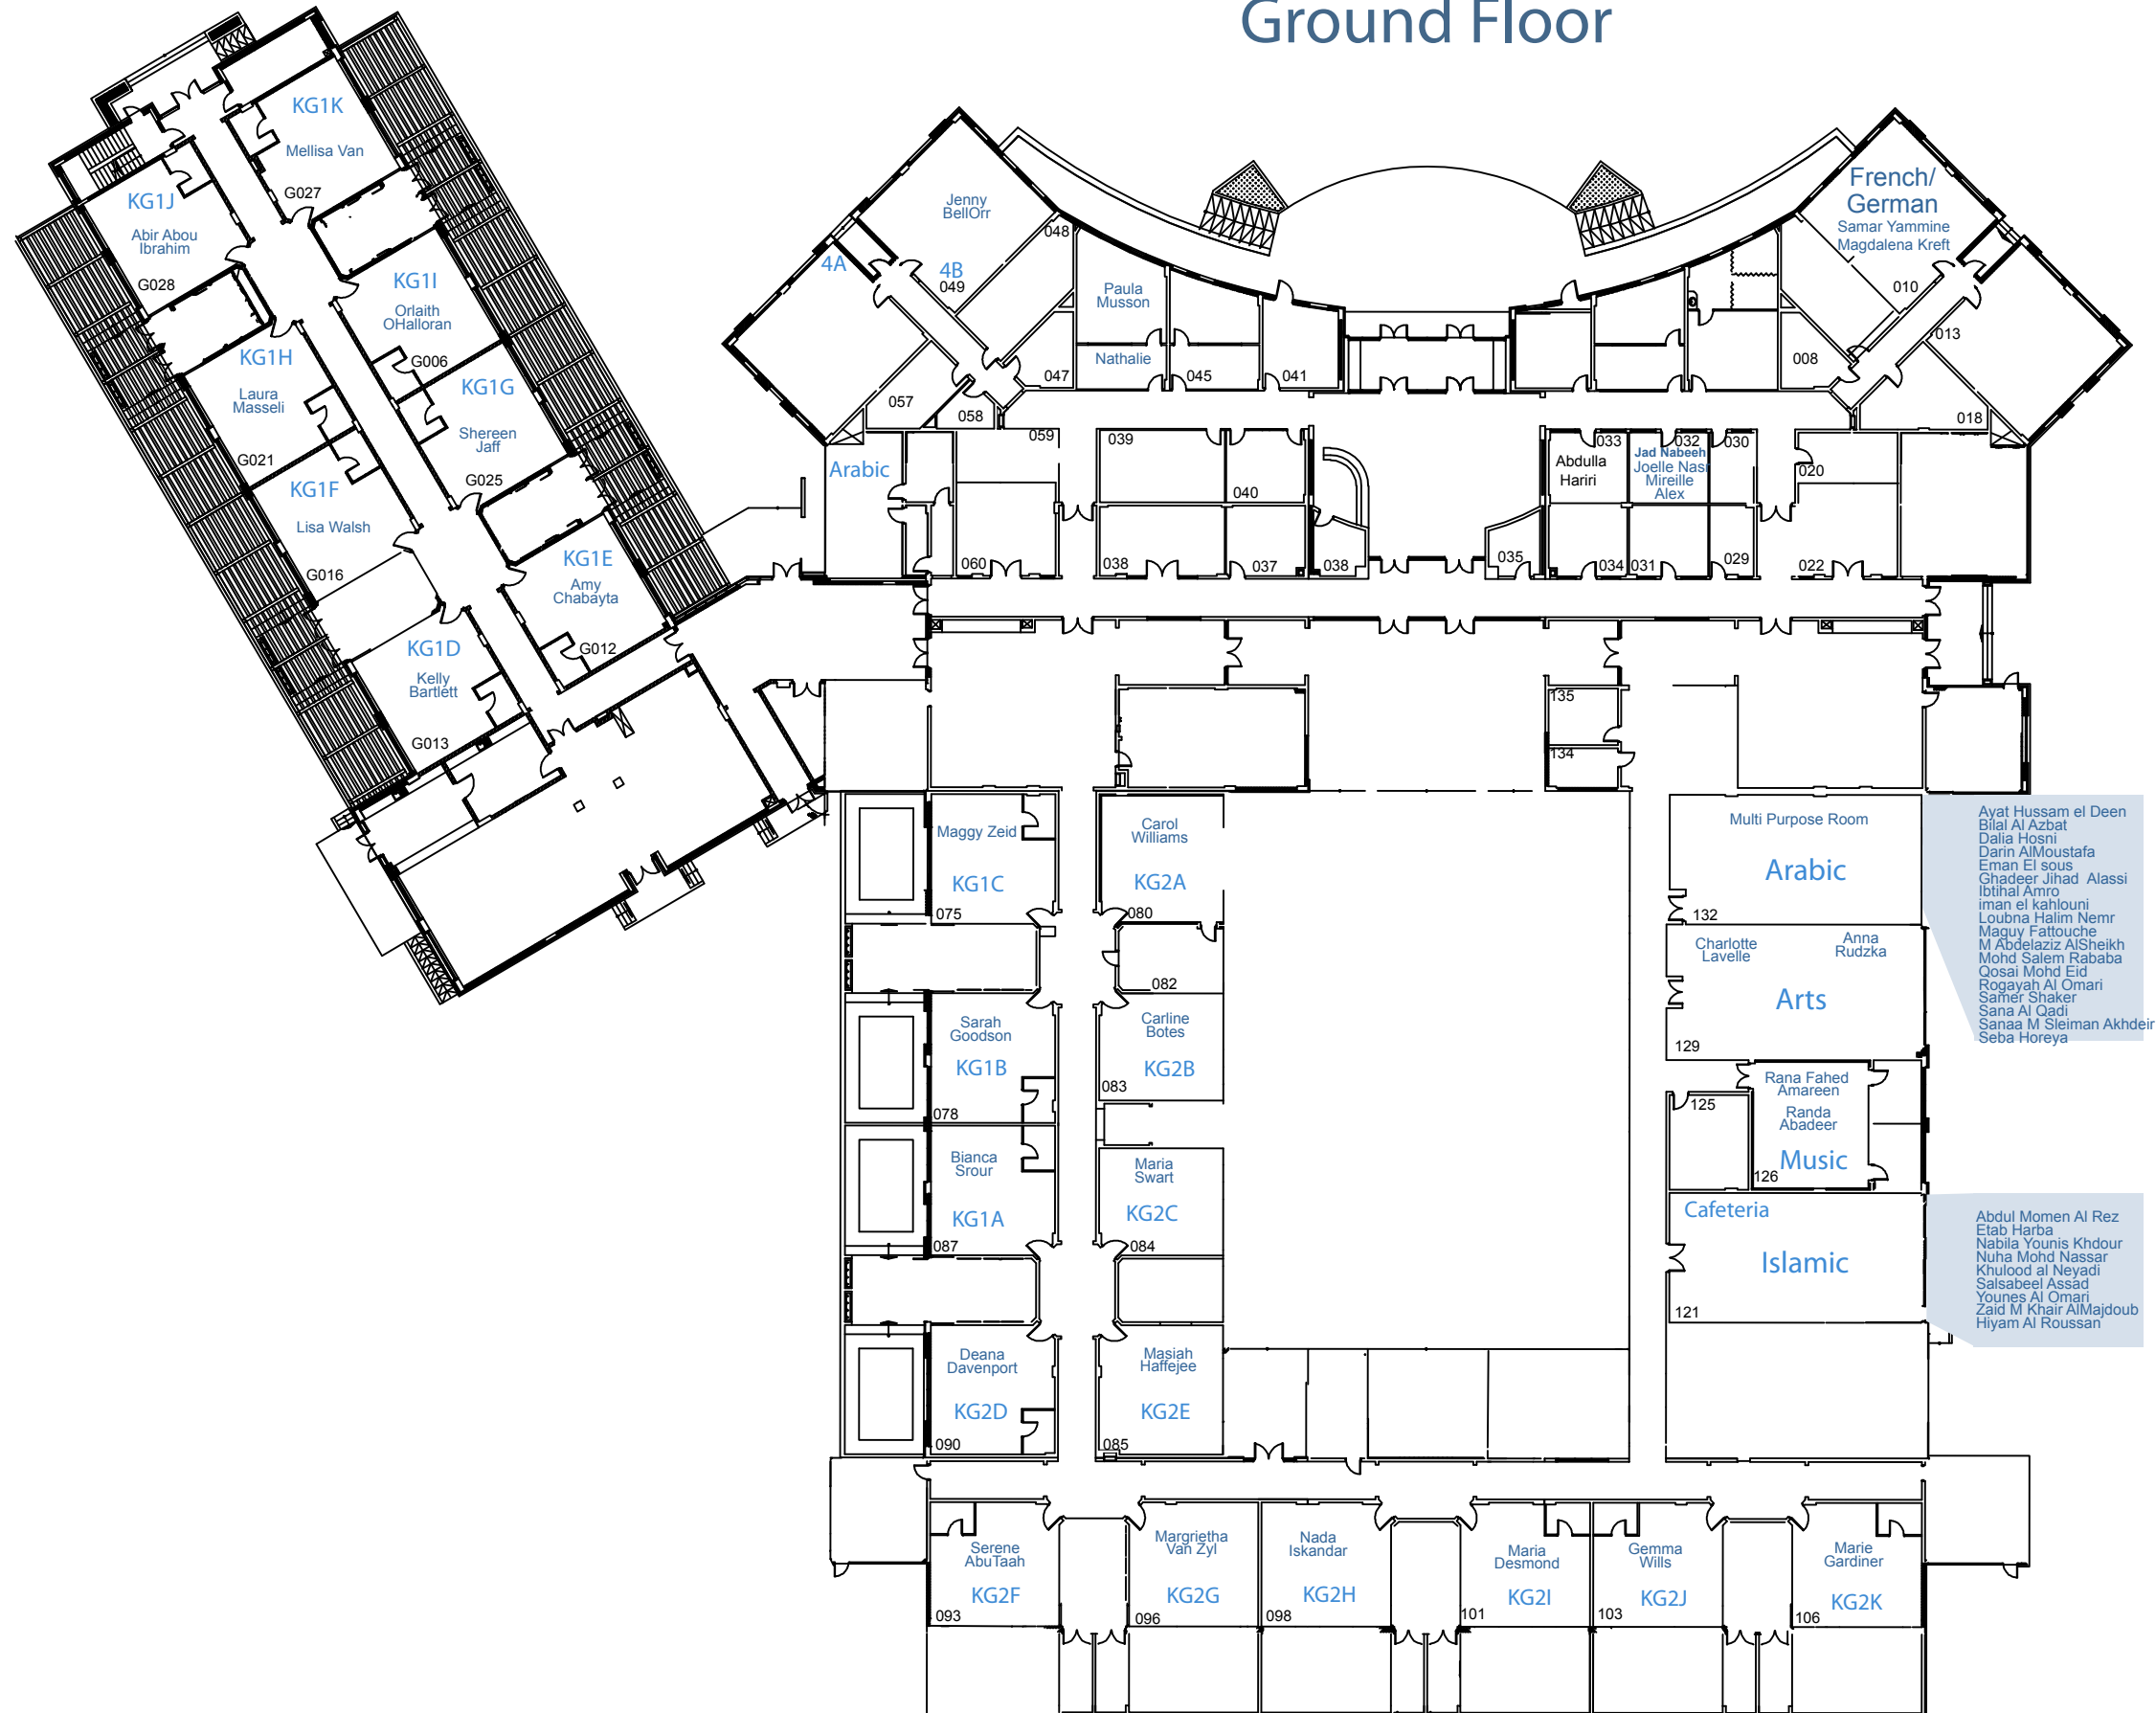 Ground Floor
KG1K
Mellisa Van
G027
KG1J
Abir Abou
Ibrahim
G028
KG1I
Orlaith
OHalloran
G006
KG1H
Laura
Masseli
G021
KG1G
Shereen
Jaff
G025
KG1F
Lisa Walsh
G016
KG1E
Amy
Chabayta
G012
KG1D
Kelly
Bartlett
G013
Jenny
BellOrr
048
4A
4B
049
Paula
Musson
Nathalie
047
045
041
057
058
059
Arabic
039
040
060
038
037
038
French/
German
Samar Yammine
Magdalena Kreft
010
013
008
018
033
032
030
Abdulla
Hariri
Jad Nabeeh
Joelle Nasr
Mireille
Alex
020
035
034
031
029
022
135
134
Maggy Zeid
KG1C
075
Carol
Williams
KG2A
080
082
Sarah
Goodson
KG1B
078
Carline
Botes
KG2B
083
Bianca
Srour
KG1A
087
Maria
Swart
KG2C
084
Deana
Davenport
KG2D
090
Masiah
Haffejee
KG2E
085
Multi Purpose Room
Arabic
132
Ayat Hussam el Deen
Bilal Al Azbat
Dalia Hosni
Darin AlMoustafa
Eman El sous
Ghadeer Jihad  Alassi
Ibtihal Amro
iman el kahlouni
Loubna Halim Nemr
Maguy Fattouche
M Abdelaziz AlSheikh
Mohd Salem Rababa
Qosai Mohd Eid
Rogayah Al Omari
Samer Shaker
Sana Al Qadi
Sanaa M Sleiman Akhdeir
Seba Horeya
Charlotte
Lavelle
Anna
Rudzka
Arts
129
Rana Fahed
Amareen
Randa
Abadeer
Music
125
126
Cafeteria
Islamic
121
Abdul Momen Al Rez
Etab Harba
Nabila Younis Khdour
Nuha Mohd Nassar
Khulood al Neyadi
Salsabeel Assad
Younes Al Omari
Zaid M Khair AlMajdoub
Hiyam Al Roussan
Serene
AbuTaah
KG2F
093
Margrietha
Van Zyl
KG2G
096
Nada
Iskandar
KG2H
098
Maria
Desmond
KG2I
101
Gemma
Wills
KG2J
103
Marie
Gardiner
KG2K
106